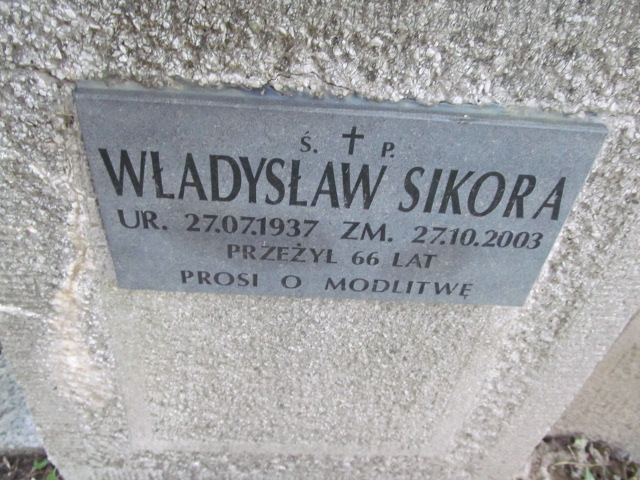 Ś. † P.
WŁADYSŁAW SIKORA
UR. 27.07.1937 ZM. 27.10.2003
PRZEŻYŁ 66 LAT
PROSI O MODLITWĘ